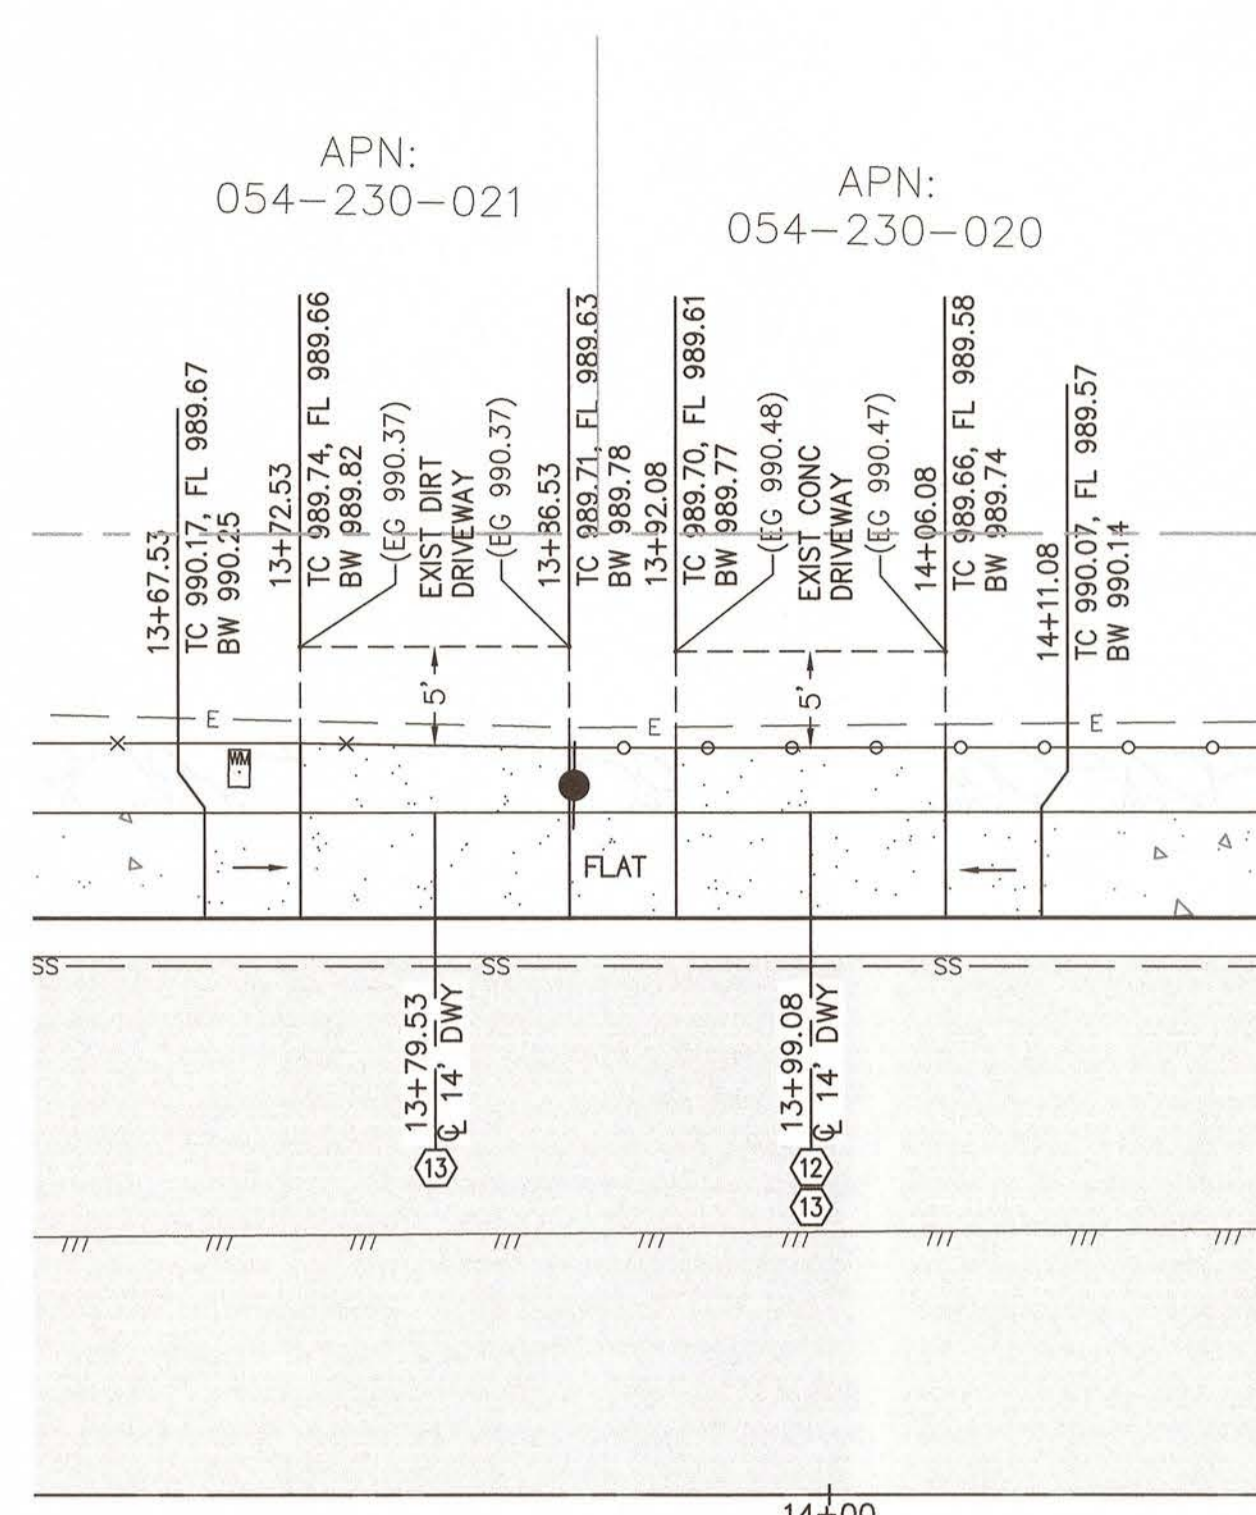 APN:
054-230-021
APN:
054-230-020
13+67.53
TC 990.17, FL 989.67
BW 990.25
13+72.53
TC 989.74, FL 989.66
BW 989.82
(EG 990.37)
EXIST DIRT
DRIVEWAY
(EG 990.37)
13+86.53
TC 989.71, FL 989.63
BW 989.78
13+92.08
TC 989.70, FL 989.61
BW 989.77
(EG 990.48)
EXIST CONC
DRIVEWAY
(EG 990.47)
14+06.08
TC 989.66, FL 989.58
BW 989.74
14+11.08
TC 990.07, FL 989.57
BW 990.14
5'
5'
E
E
E
WM
FLAT
SS
SS
SS
13+79.53
℄ 14' DWY
13
13+99.08
℄ 14' DWY
12
13
14+00